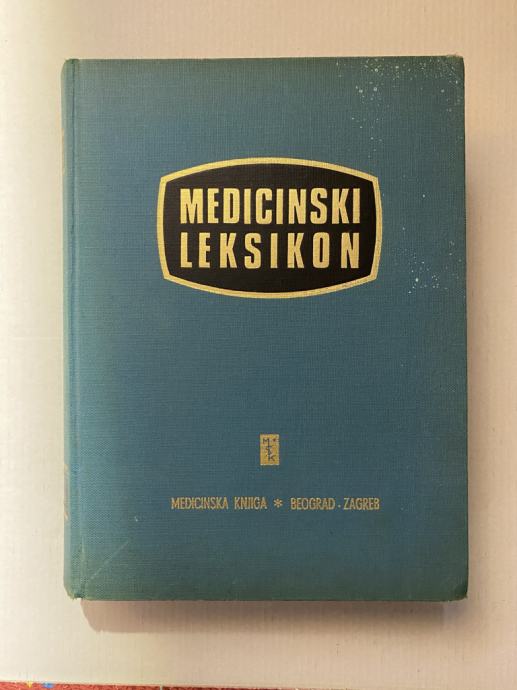 MEDICINSKI
LEKSIKON
M
K
MEDICINSKA KNJIGA * BEOGRAD - ZAGREB